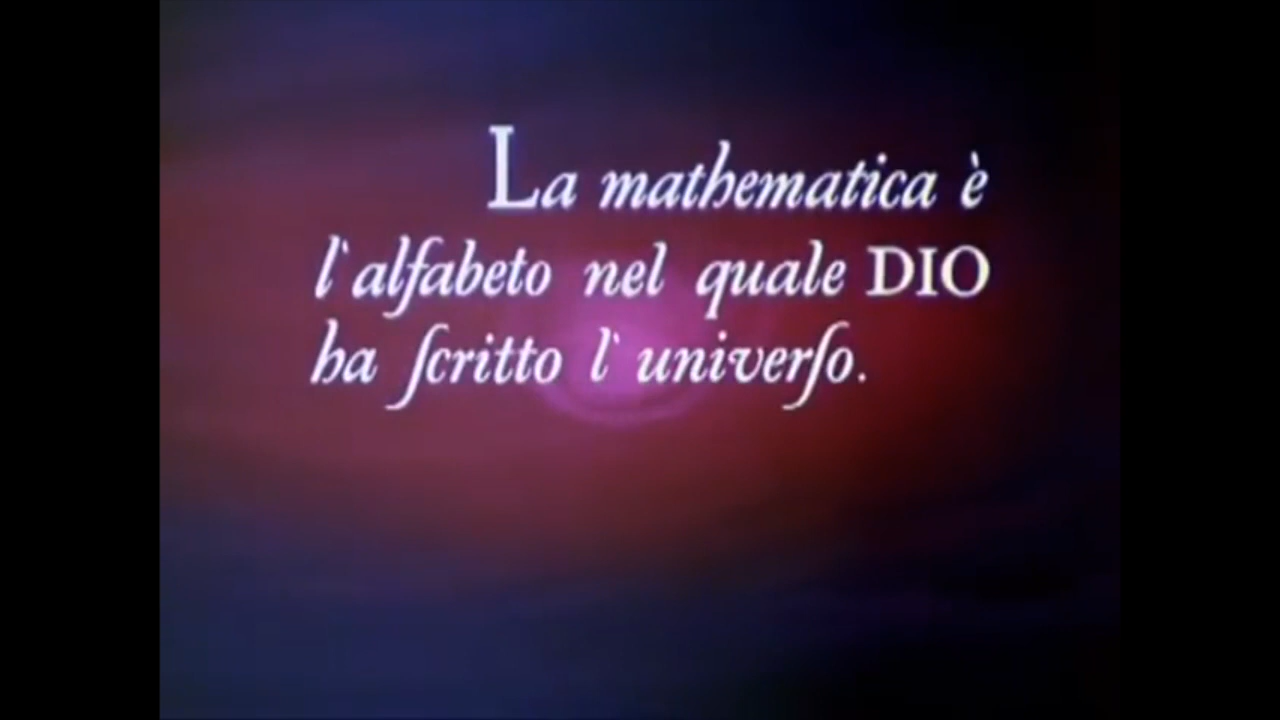 La mathematica è
l'alfabeto nel quale DIO
ha ſcritto l' univerſo.